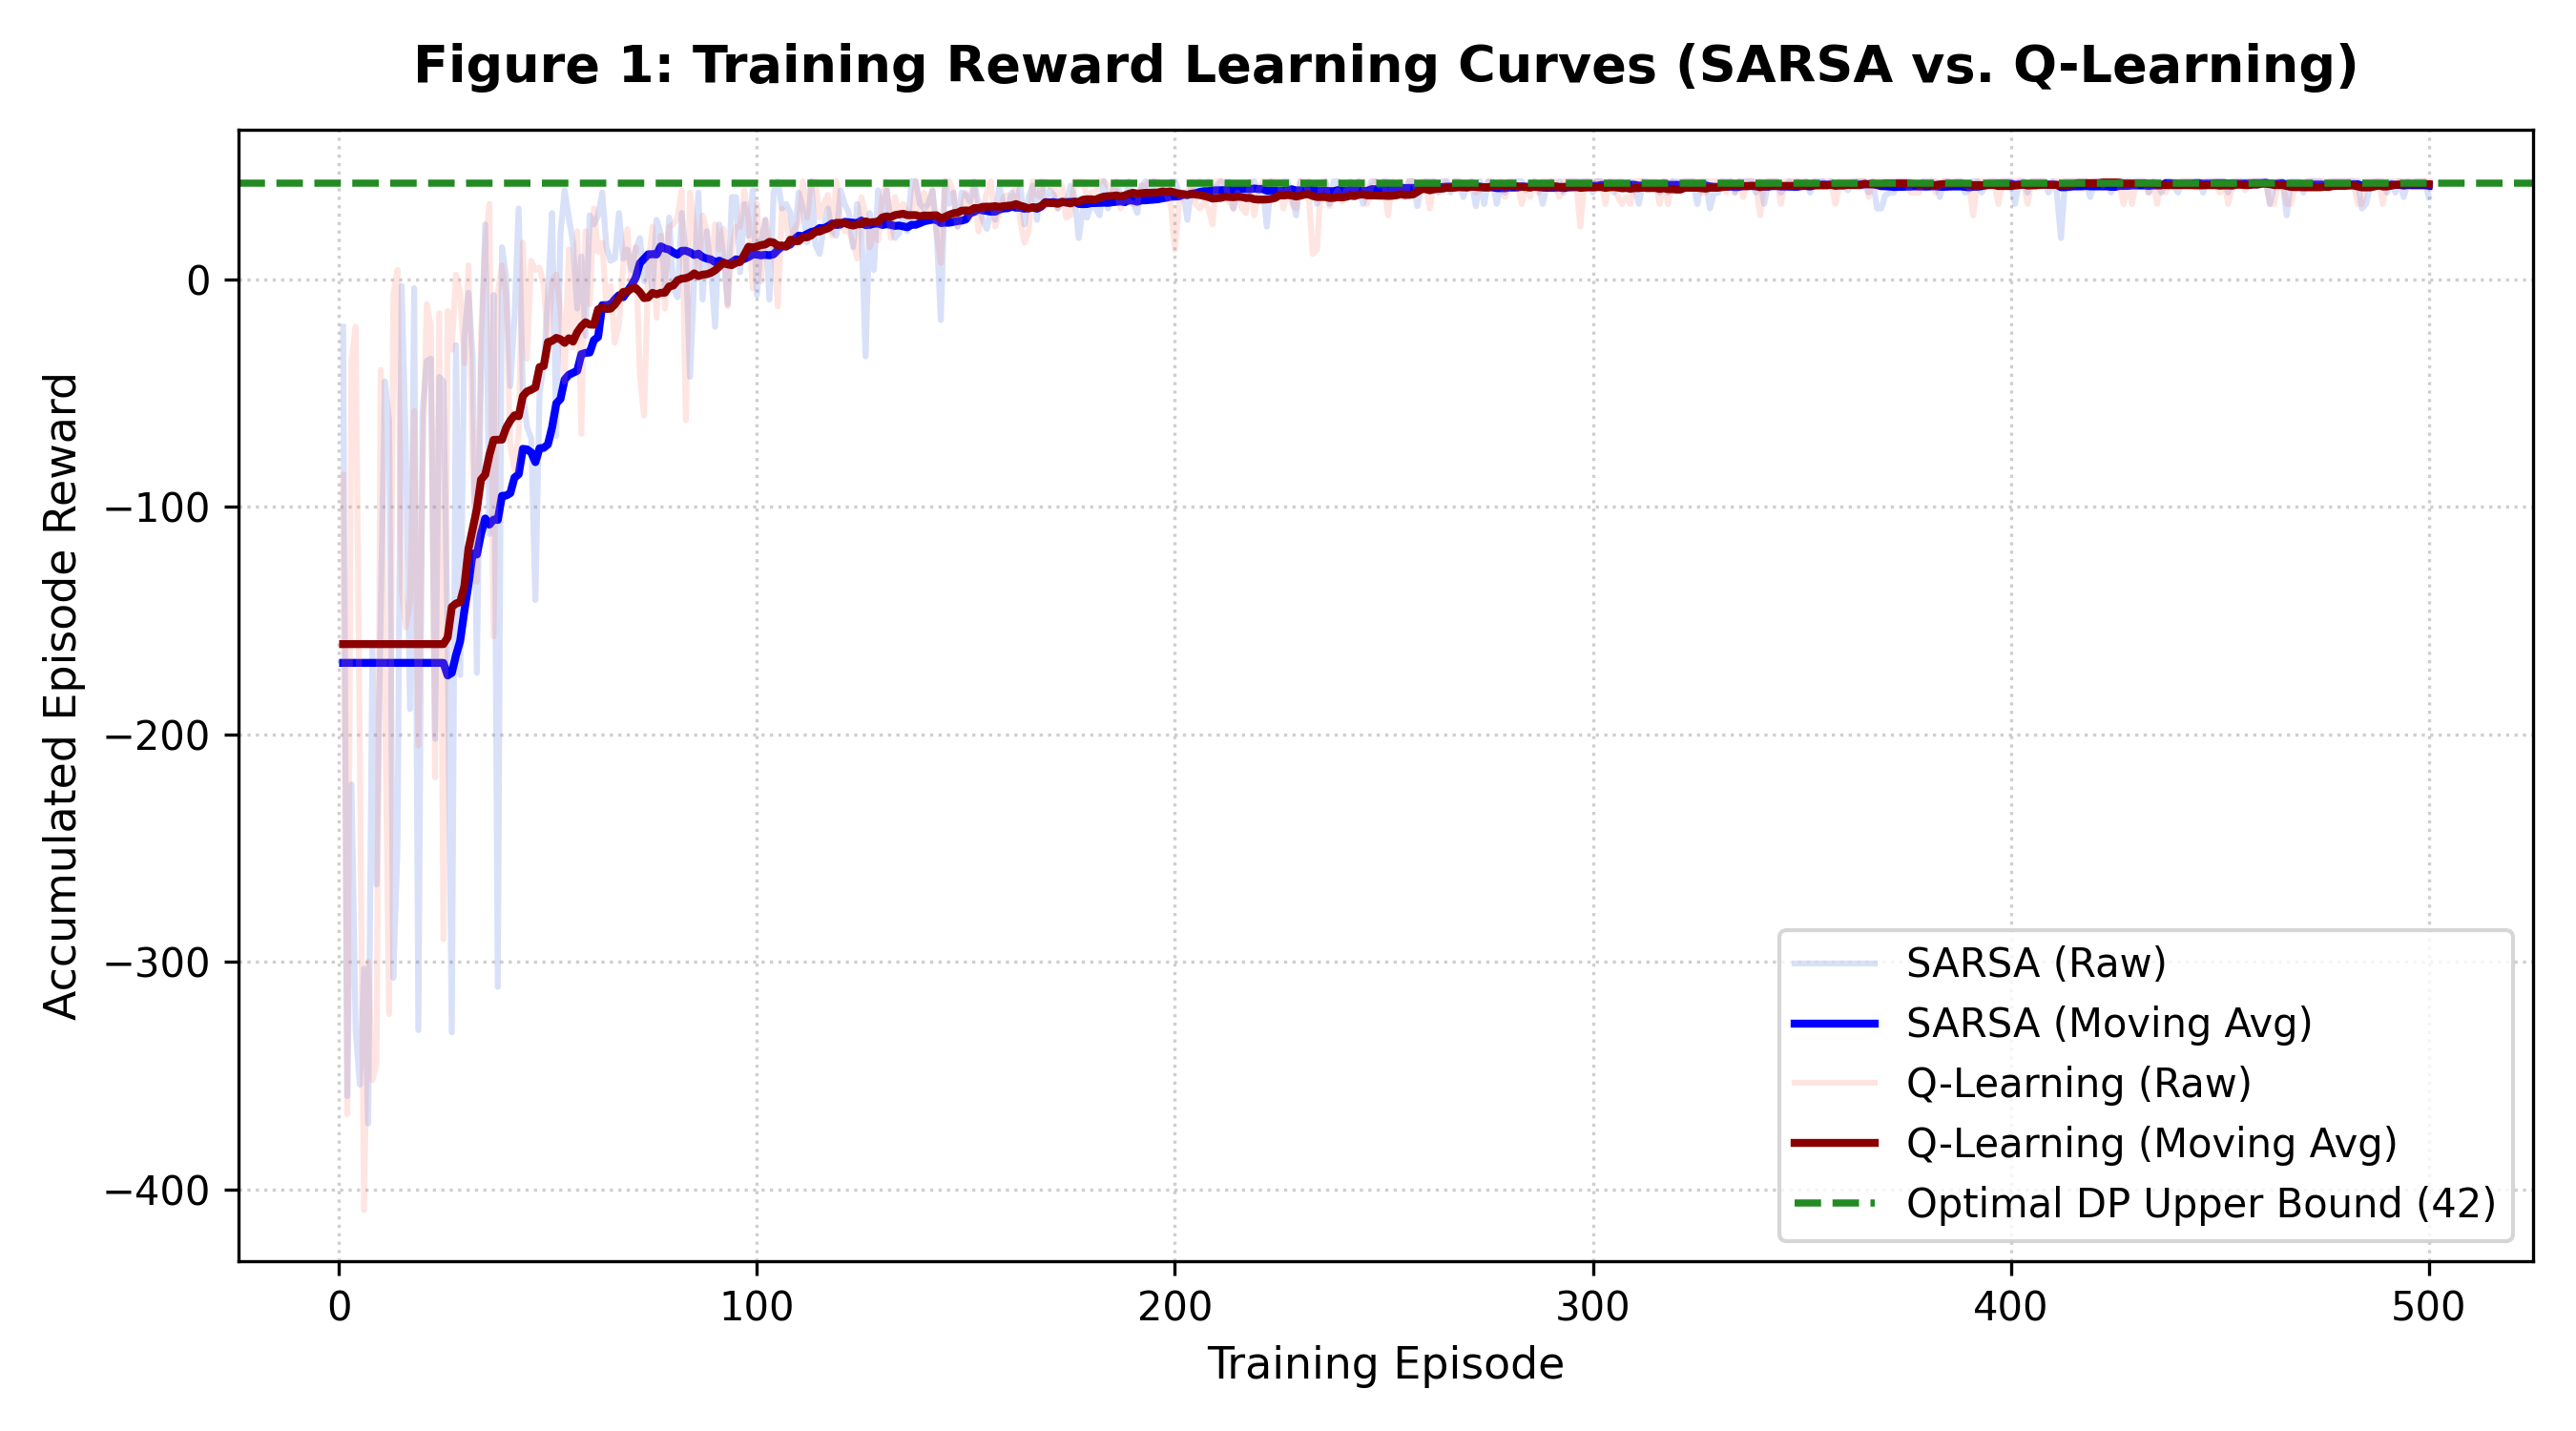 Figure 1: Training Reward Learning Curves (SARSA vs. Q-Learning)
Accumulated Episode Reward
0
−100
−200
−300
−400
SARSA (Raw)
SARSA (Moving Avg)
Q-Learning (Raw)
Q-Learning (Moving Avg)
Optimal DP Upper Bound (42)
0
100
200
300
400
500
Training Episode